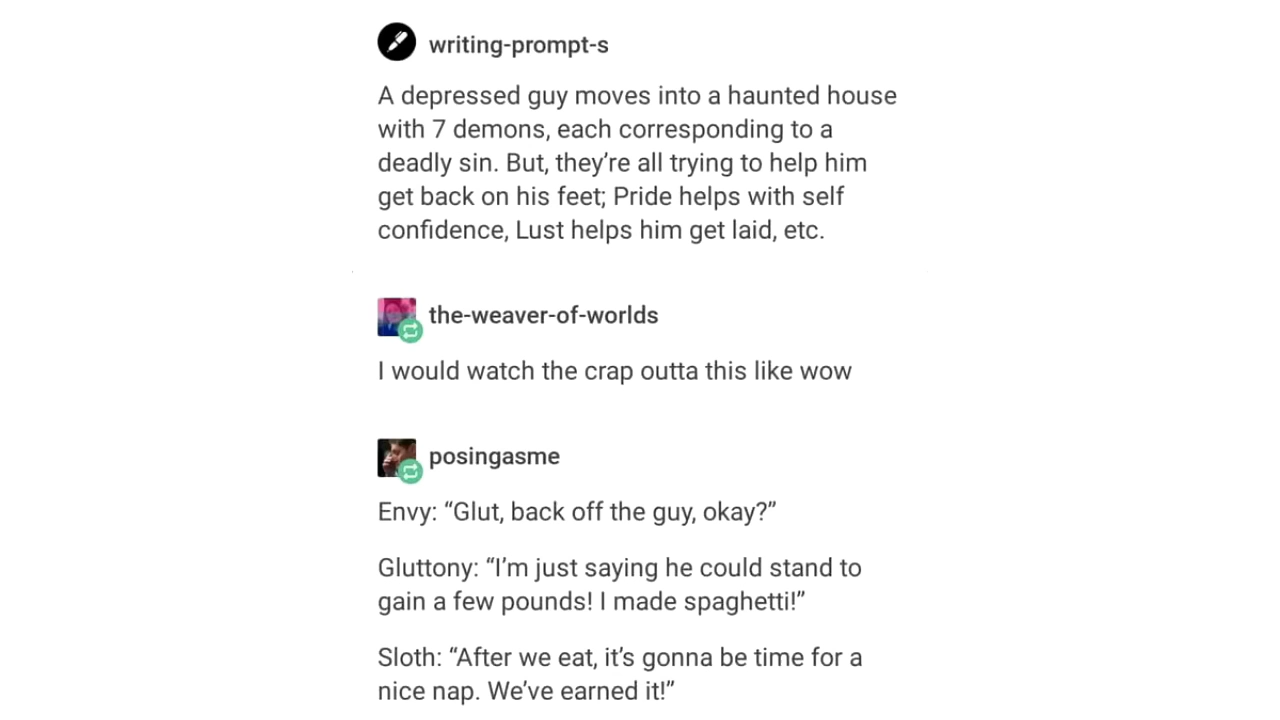 writing-prompt-s
A depressed guy moves into a haunted house
with 7 demons, each corresponding to a
deadly sin. But, they’re all trying to help him
get back on his feet; Pride helps with self
confidence, Lust helps him get laid, etc.
the-weaver-of-worlds
I would watch the crap outta this like wow
posingasme
Envy: “Glut, back off the guy, okay?”
Gluttony: “I’m just saying he could stand to
gain a few pounds! I made spaghetti!”
Sloth: “After we eat, it’s gonna be time for a
nice nap. We’ve earned it!”